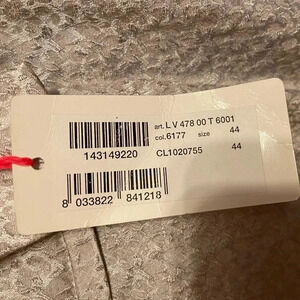 art. L V 478 00 T 6001
col. 6177 size 44
143149220 CL1020755 44
8 033822 841218